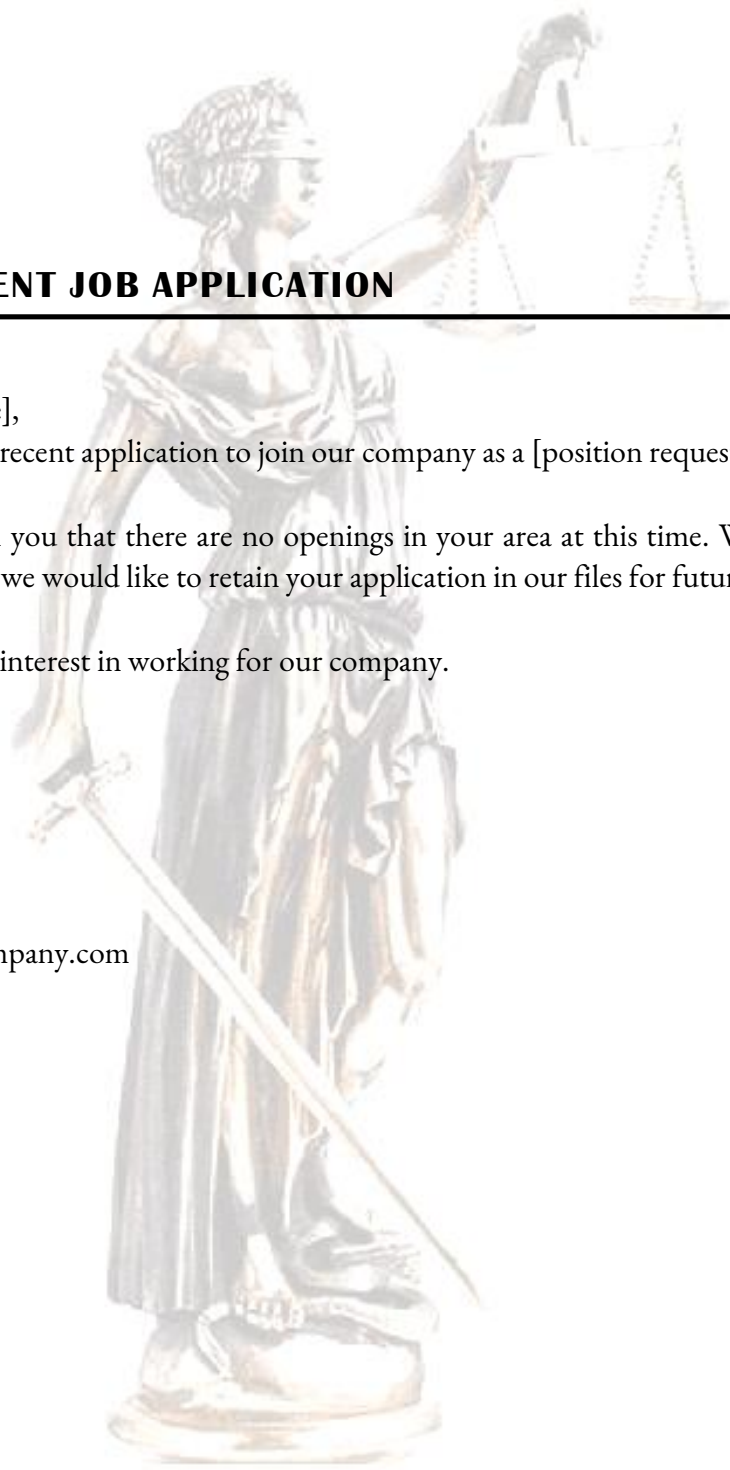 ENT JOB APPLICATION
e],
recent application to join our company as a [position reques
you that there are no openings in your area at this time. W
we would like to retain your application in our files for futur
interest in working for our company.
mpany.com